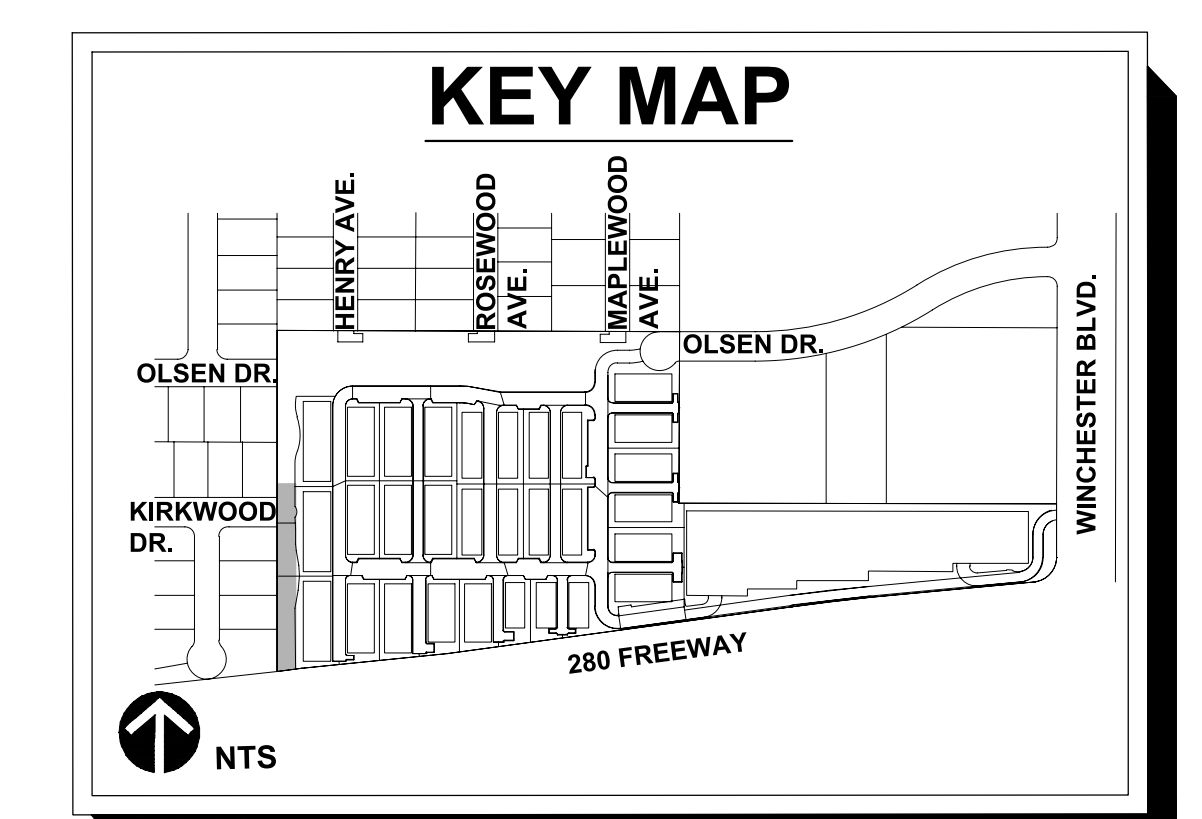 KEY MAP
HENRY AVE.
ROSEWOOD
AVE.
MAPLEWOOD
AVE.
OLSEN DR.
OLSEN DR.
WINCHESTER BLVD.
KIRKWOOD
DR.
280 FREEWAY
NTS